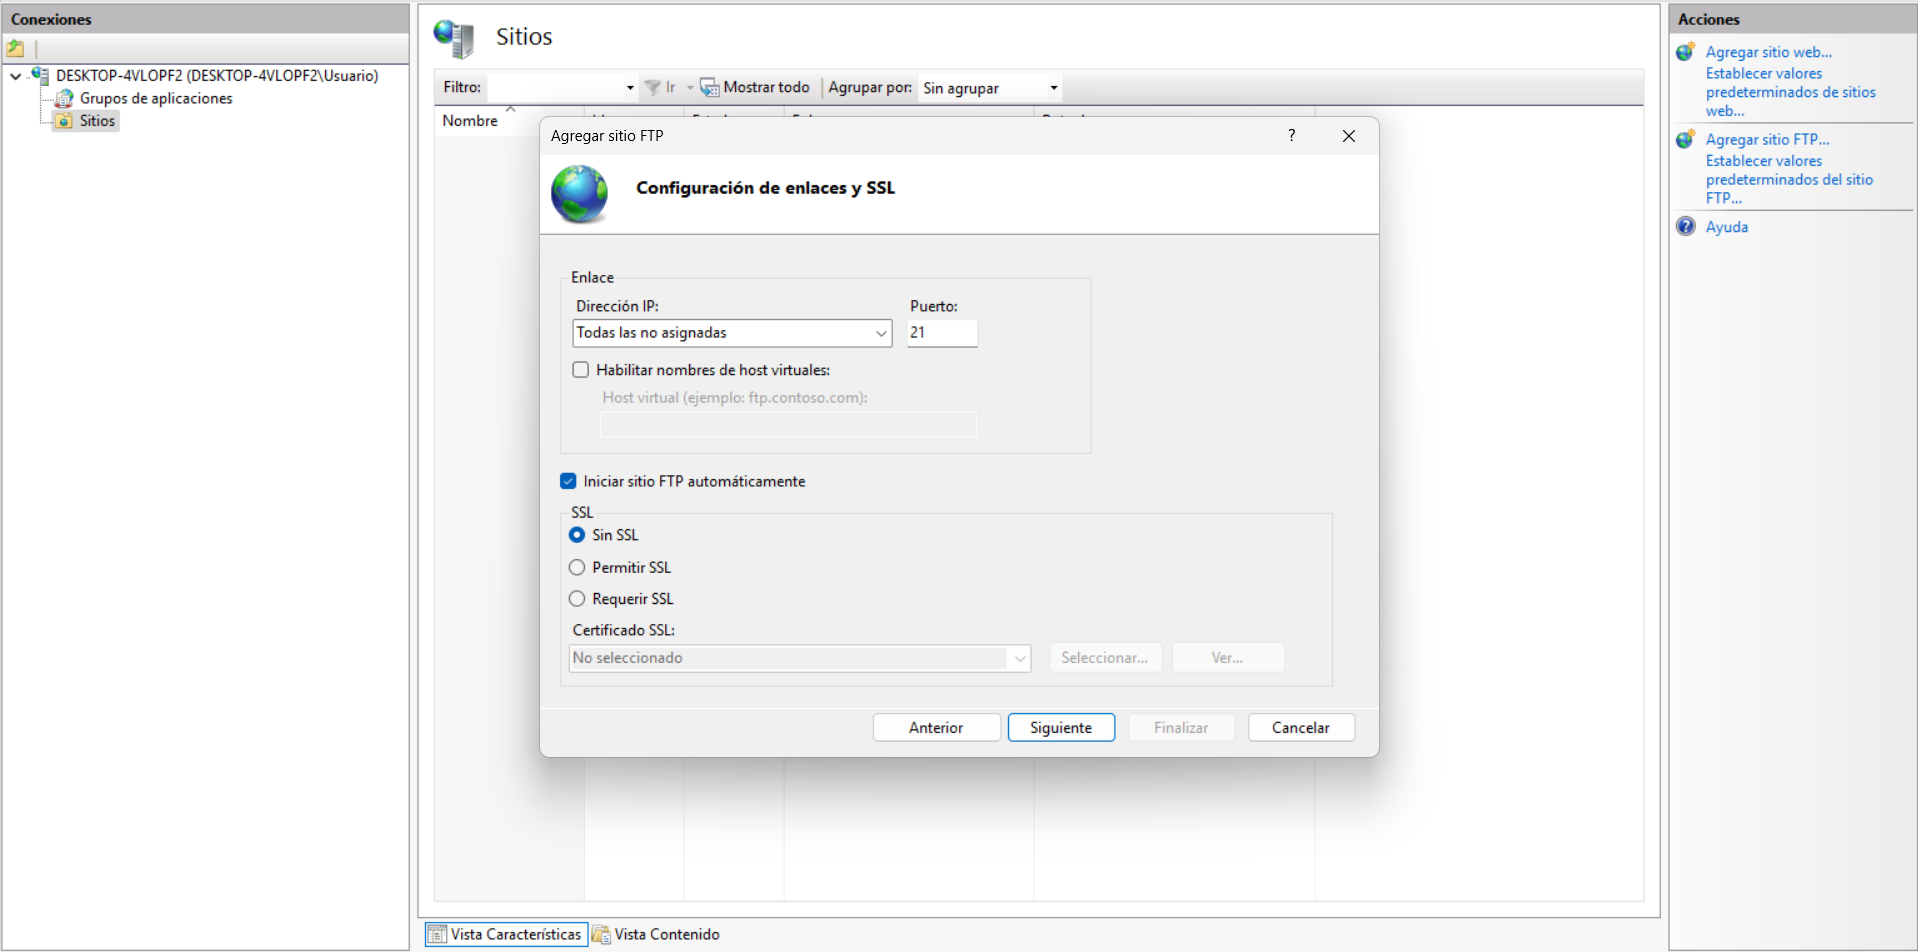 Conexiones
DESKTOP-4VLOPF2 (DESKTOP-4VLOPF2\Usuario)
Grupos de aplicaciones
Sitios
Sitios
Filtro:
Ir
Mostrar todo
Agrupar por:
Sin agrupar
Nombre
Agregar sitio FTP
?
Configuración de enlaces y SSL
Enlace
Dirección IP:
Puerto:
Todas las no asignadas
21
Habilitar nombres de host virtuales:
Host virtual (ejemplo: ftp.contoso.com):
Iniciar sitio FTP automáticamente
SSL
Sin SSL
Permitir SSL
Requerir SSL
Certificado SSL:
No seleccionado
Seleccionar...
Ver...
Anterior
Siguiente
Finalizar
Cancelar
Vista Características
Vista Contenido
Acciones
Agregar sitio web...
Establecer valores
predeterminados de sitios
web...
Agregar sitio FTP...
Establecer valores
predeterminados del sitio
FTP...
Ayuda